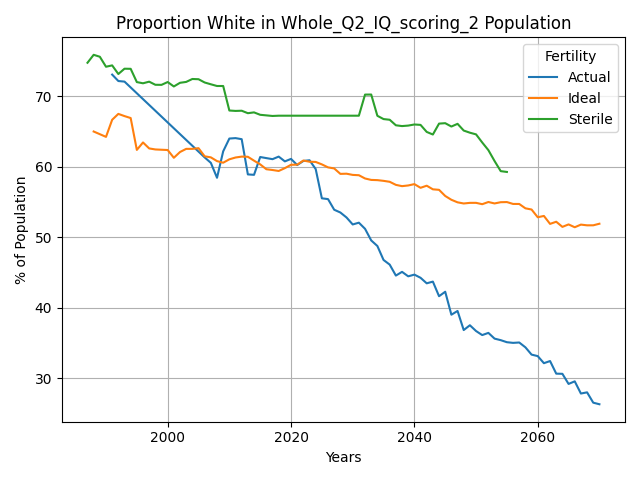 Proportion White in Whole_Q2_IQ_scoring_2 Population
Fertility
Actual
Ideal
Sterile
% of Population
70
60
50
40
30
2000
2020
2040
2060
Years